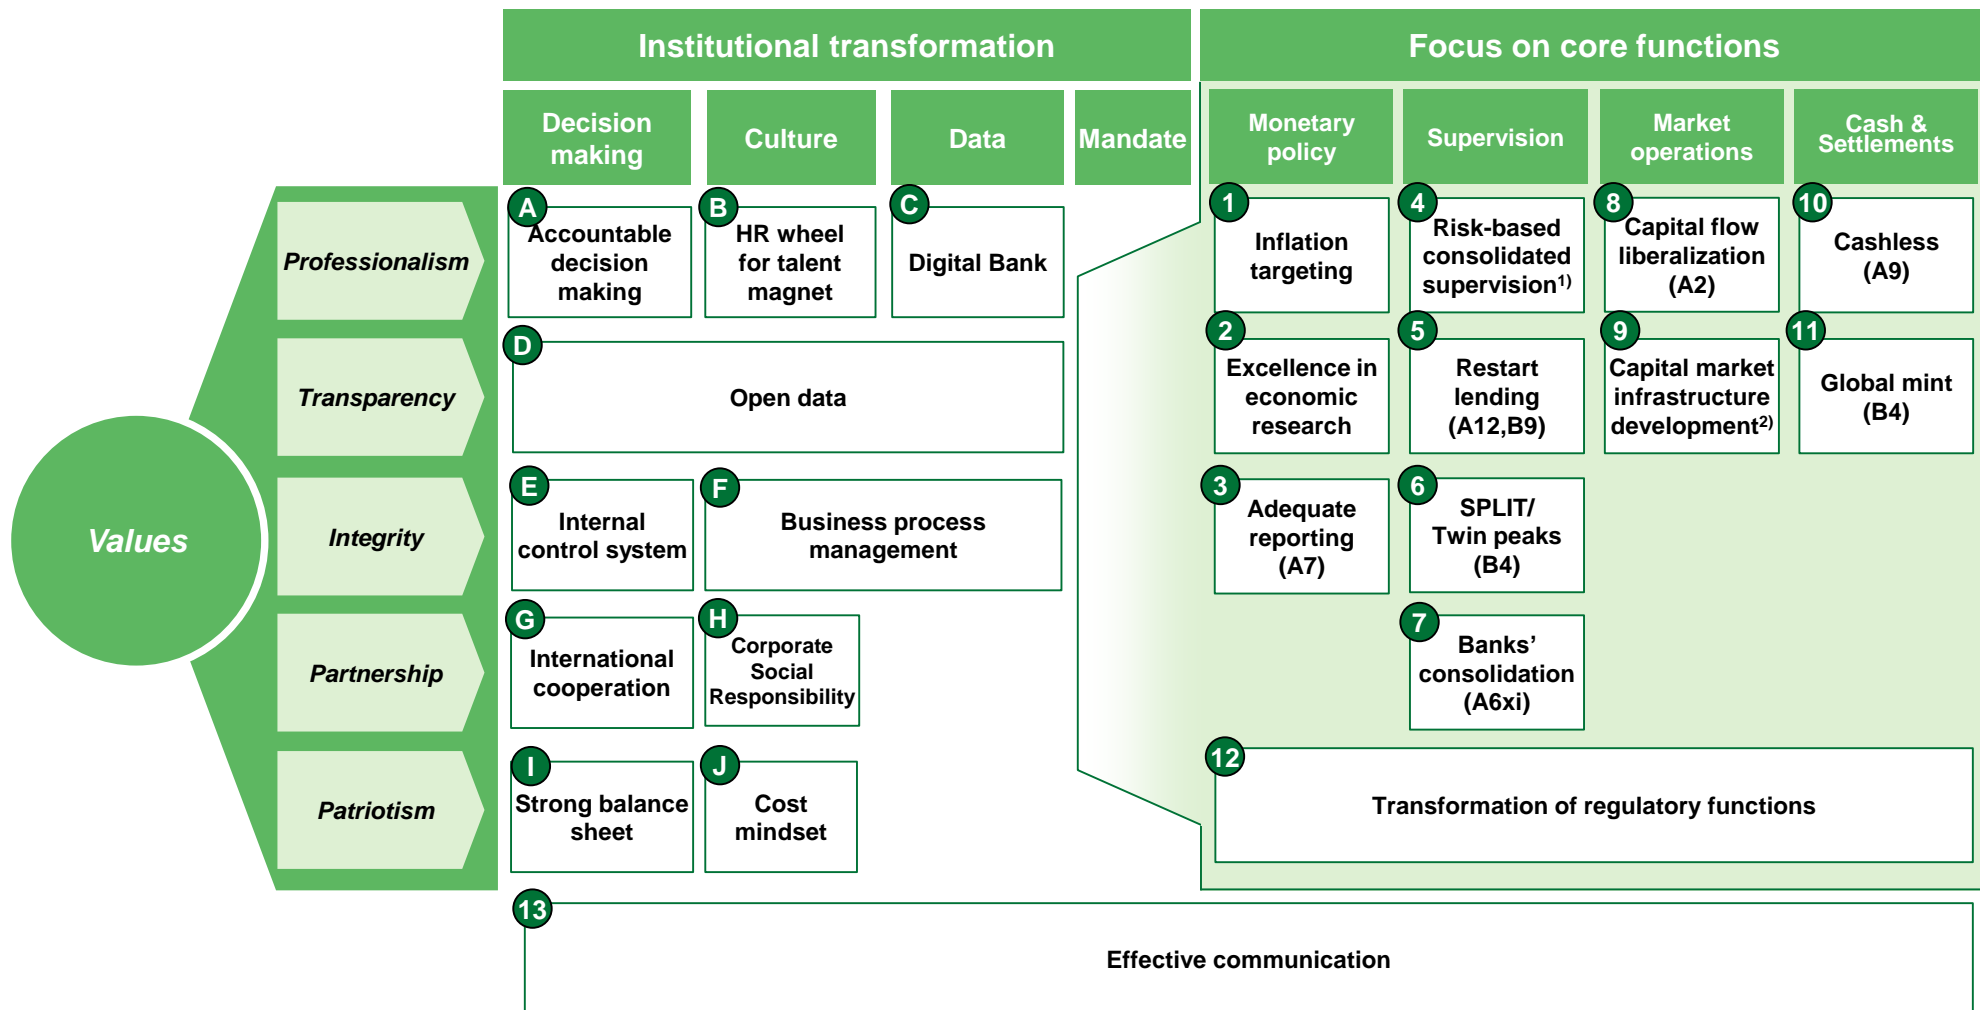 Institutional transformation
Focus on core functions
Decision
making
Culture
Data
Mandate
Monetary
policy
Supervision
Market
operations
Cash &
Settlements
Values
Professionalism
A
Accountable
decision
making
B
HR wheel
for talent
magnet
C
Digital Bank
1
Inflation
targeting
4
Risk-based
consolidated
supervision1)
8
Capital flow
liberalization
(A2)
10
Cashless
(A9)
Transparency
D
Open data
2
Excellence in
economic
research
5
Restart
lending
(A12,B9)
9
Capital market
infrastructure
development2)
11
Global mint
(B4)
Integrity
E
Internal
control system
F
Business process
management
3
Adequate
reporting
(A7)
6
SPLIT/
Twin peaks
(B4)
Partnership
G
International
cooperation
H
Corporate
Social
Responsibility
7
Banks’
consolidation
(A6xi)
Patriotism
I
Strong balance
sheet
J
Cost
mindset
12
Transformation of regulatory functions
13
Effective communication